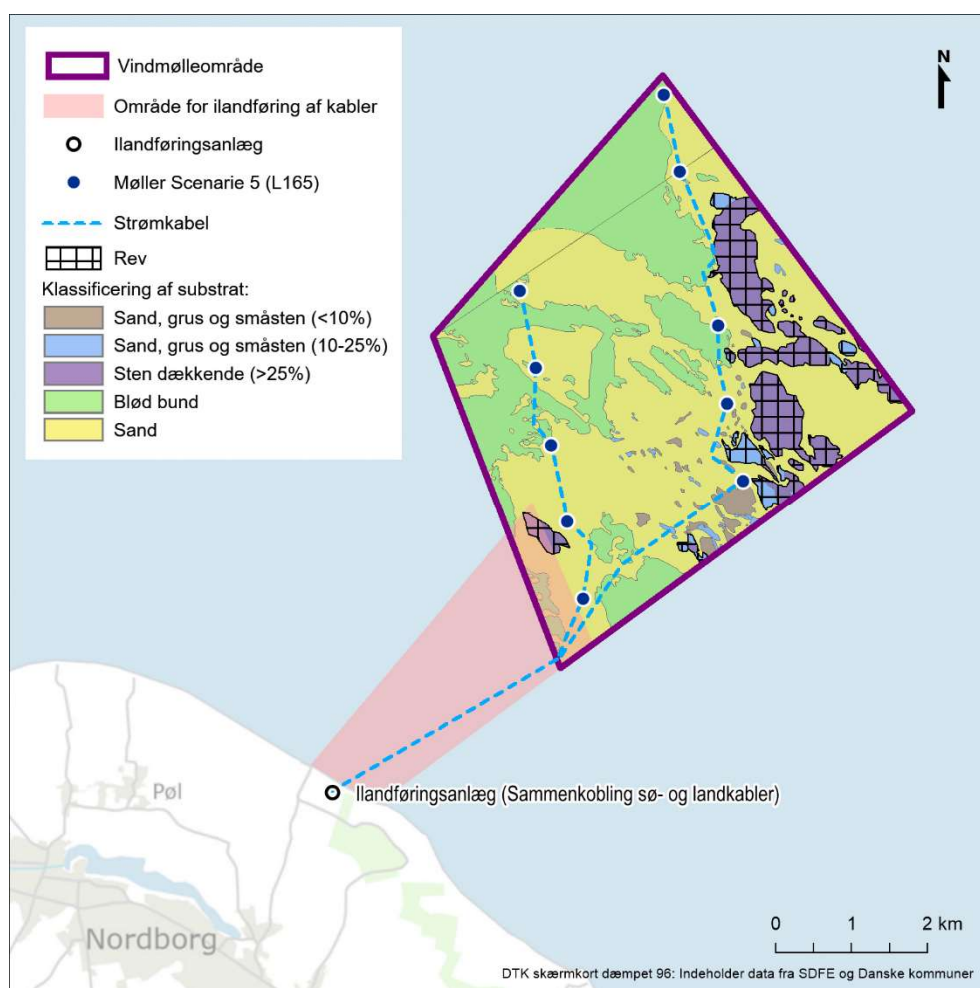 Vindmølleområde
Område for ilandføring af kabler
Ilandføringsanlæg
Møller Scenarie 5 (L165)
Strømkabel
Rev
Klassificering af substrat:
Sand, grus og småsten (<10%)
Sand, grus og småsten (10-25%)
Sten dækkende (>25%)
Blød bund
Sand
N
Ilandføringsanlæg (Sammenkobling sø- og landkabler)
Pøl
Nordborg
0 1 2 km
DTK skærmkort dæmpet 96: Indeholder data fra SDFE og Danske kommuner